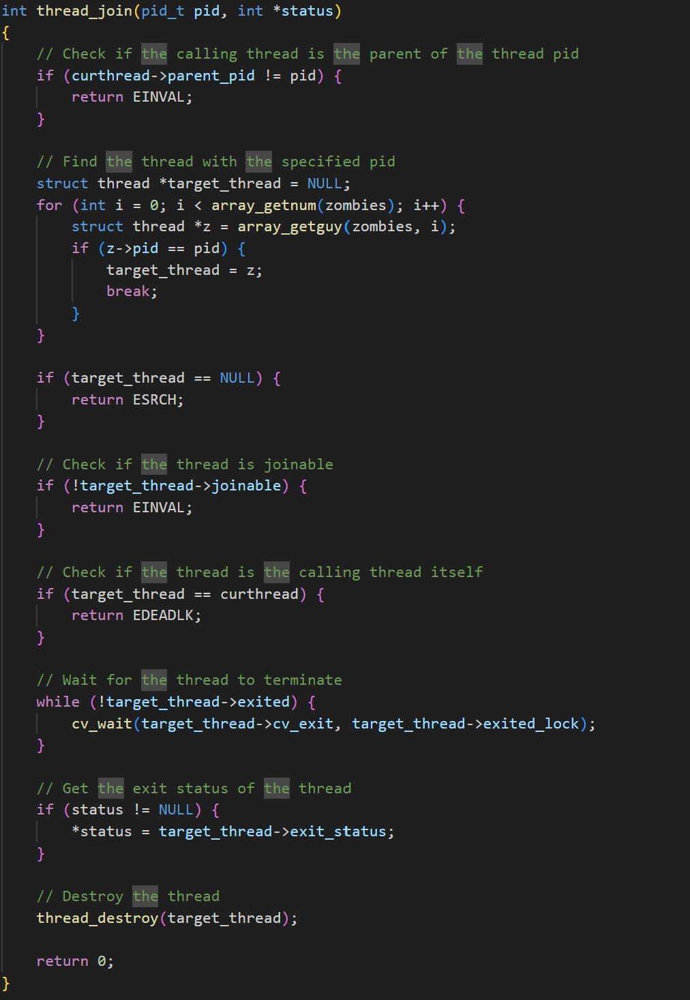 int thread_join(pid_t pid, int *status)
{
    // Check if the calling thread is the parent of the thread pid
    if (curthread->parent_pid != pid) {
        return EINVAL;
    }

    // Find the thread with the specified pid
    struct thread *target_thread = NULL;
    for (int i = 0; i < array_getnum(zombies); i++) {
        struct thread *z = array_getguy(zombies, i);
        if (z->pid == pid) {
            target_thread = z;
            break;
        }
    }

    if (target_thread == NULL) {
        return ESRCH;
    }

    // Check if the thread is joinable
    if (!target_thread->joinable) {
        return EINVAL;
    }

    // Check if the thread is the calling thread itself
    if (target_thread == curthread) {
        return EDEADLK;
    }

    // Wait for the thread to terminate
    while (!target_thread->exited) {
        cv_wait(target_thread->cv_exit, target_thread->exited_lock);
    }

    // Get the exit status of the thread
    if (status != NULL) {
        *status = target_thread->exit_status;
    }

    // Destroy the thread
    thread_destroy(target_thread);

    return 0;
}